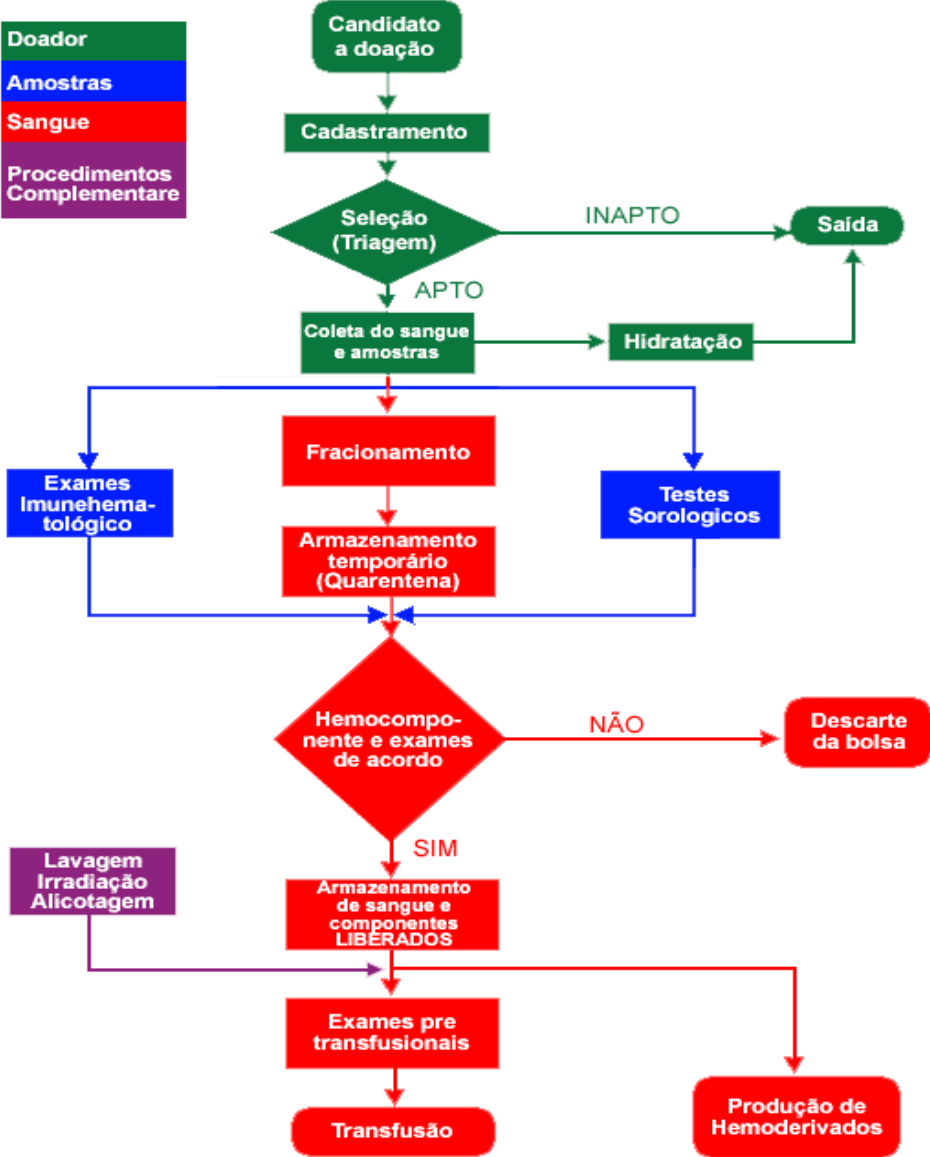 Doador
Amostras
Sangue
Procedimentos
Complementare
Candidato
a doação
Cadastramento
Seleção
(Triagem)
INAPTO
Saída
APTO
Coleta do sangue
e amostras
Hidratação
Fracionamento
Exames
Imunehema-
tológico
Testes
Sorologicos
Armazenamento
temporário
(Quarentena)
Hemocompo-
nente e exames
de acordo
NÃO
Descarte
da bolsa
SIM
Lavagem
Irradiação
Alicotagem
Armazenamento
de sangue e
componentes
LIBERADOS
Exames pre
transfusionais
Transfusão
Produção de
Hemoderivados